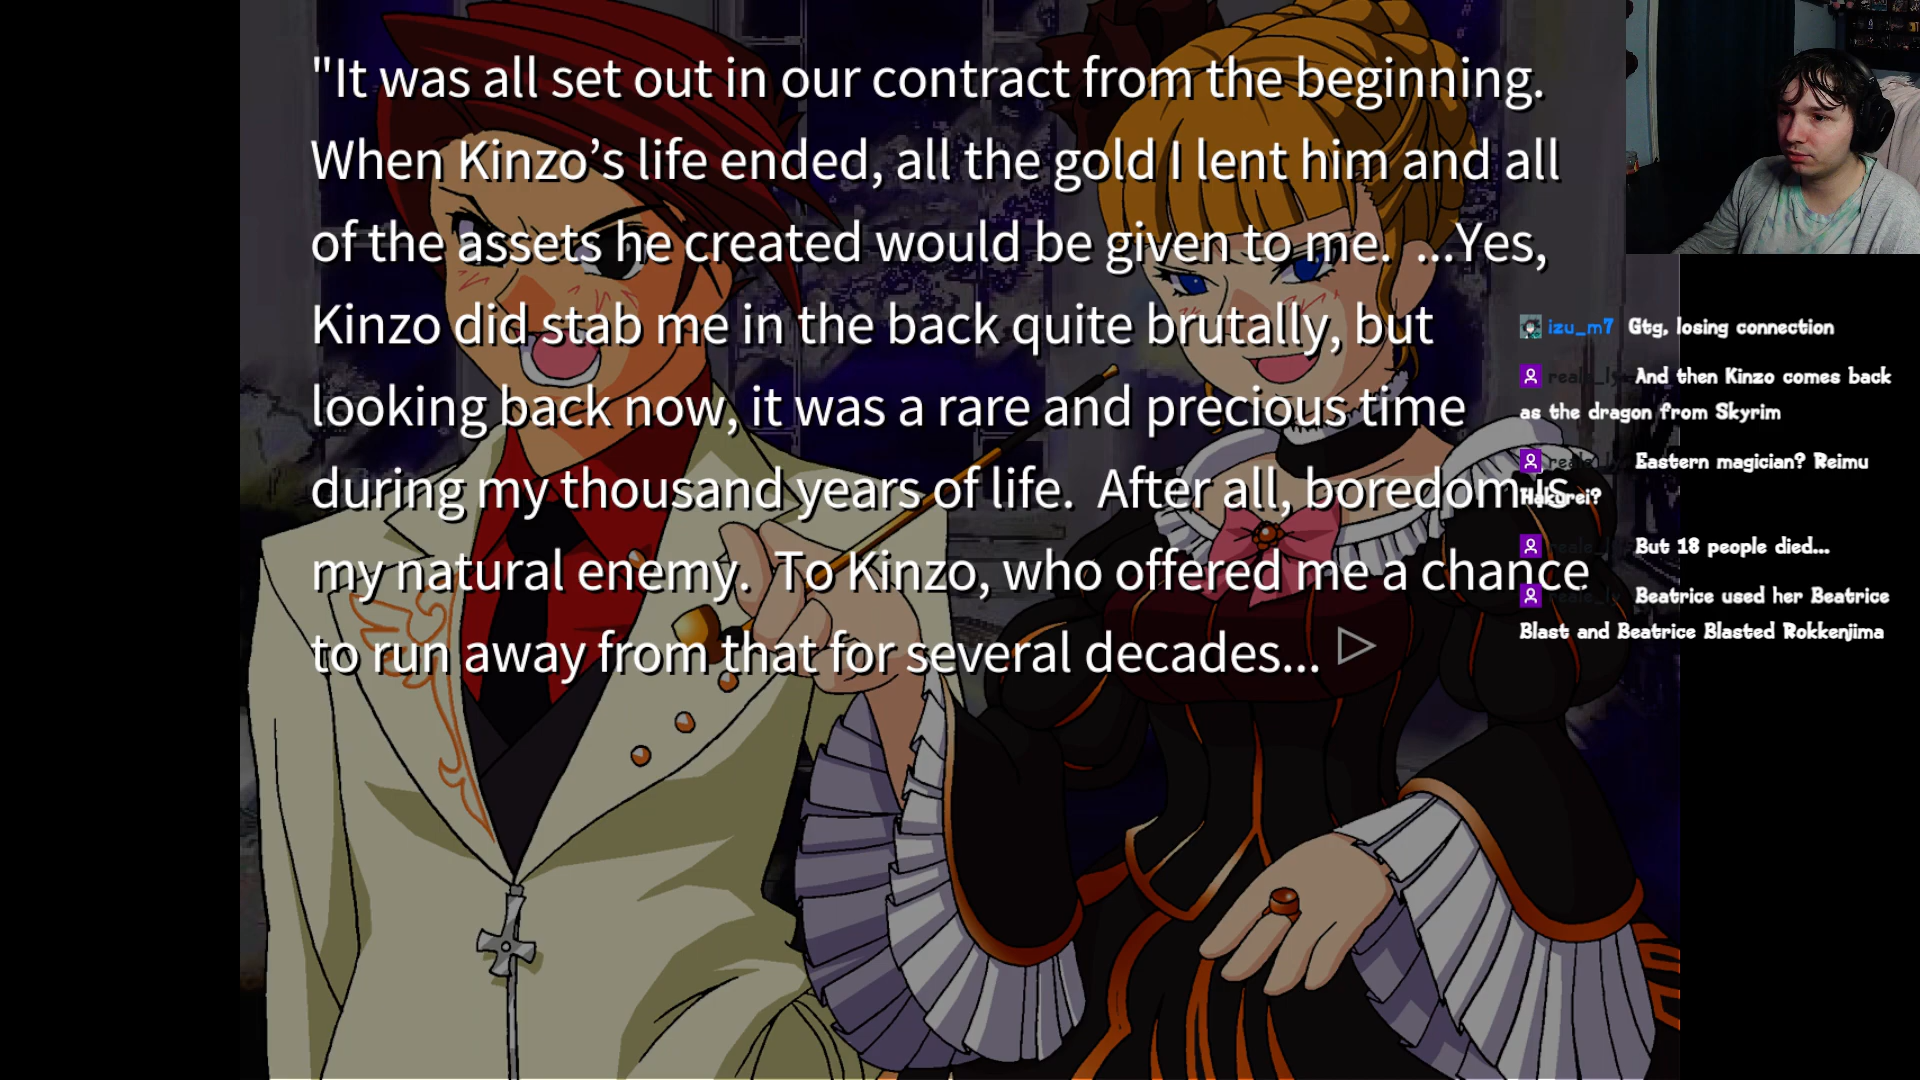 "It was all set out in our contract from the beginning.
When Kinzo’s life ended, all the gold I lent him and all
of the assets he created would be given to me.  ...Yes,
Kinzo did stab me in the back quite brutally, but
looking back now, it was a rare and precious time
during my thousand years of life.  After all, boredom is
my natural enemy.  To Kinzo, who offered me a chance
to run away from that for several decades...
izu_m7 Gtg, losing connection
And then Kinzo comes back
as the dragon from Skyrim
Eastern magician? Reimu
Hakurei?
But 18 people died...
Beatrice used her Beatrice
Blast and Beatrice Blasted Rokkenjima